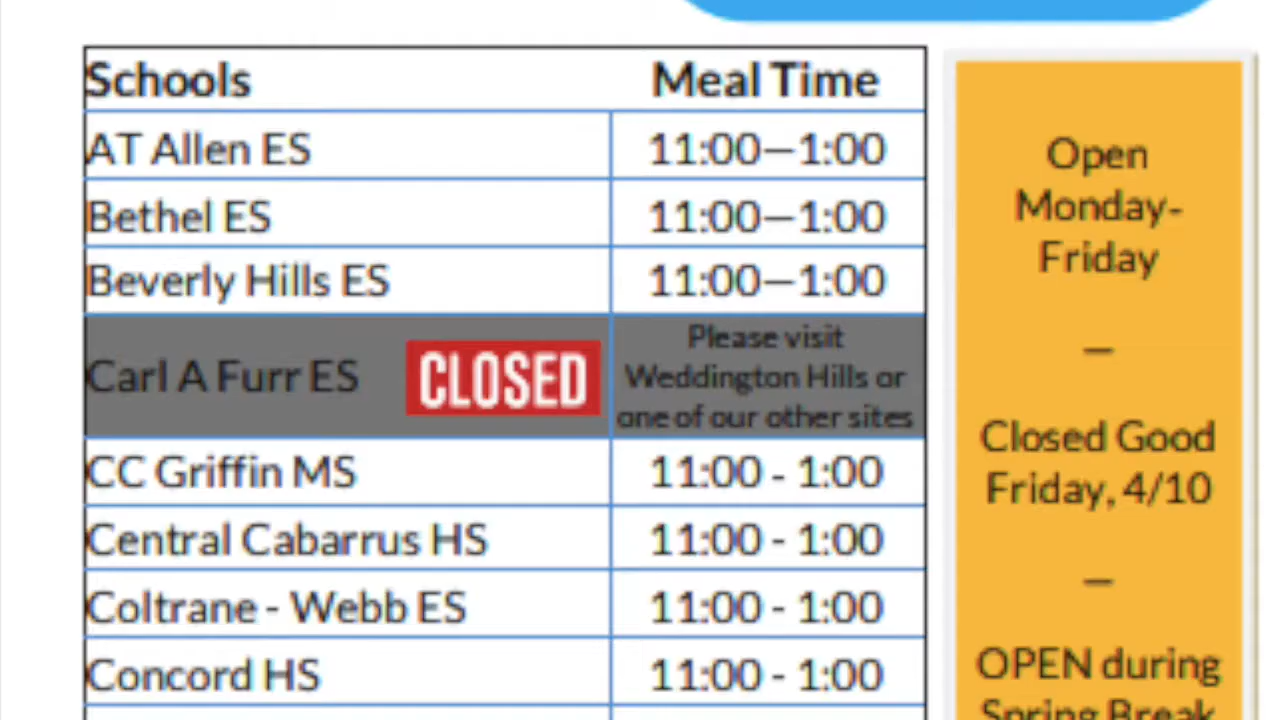 Schools Meal Time
AT Allen ES 11:00—1:00
Bethel ES 11:00—1:00
Beverly Hills ES 11:00—1:00
Carl A Furr ES CLOSED Please visit
Weddington Hills or
one of our other sites
CC Griffin MS 11:00 - 1:00
Central Cabarrus HS 11:00 - 1:00
Coltrane - Webb ES 11:00 - 1:00
Concord HS 11:00 - 1:00
Open
Monday-
Friday
—
Closed Good
Friday, 4/10
—
OPEN during
Spring Break